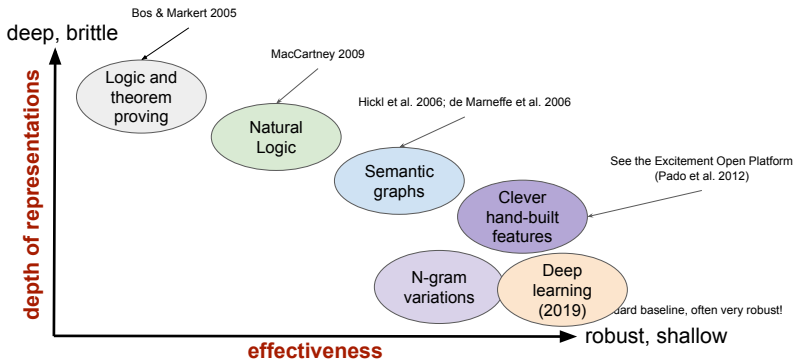 Bos & Markert 2005
deep, brittle
MacCartney 2009
Logic and
theorem
proving
Natural
Logic
Hickl et al. 2006; de Marneffe et al. 2006
Semantic
graphs
See the Excitement Open Platform
(Pado et al. 2012)
Clever
hand-built
features
depth of representations
N-gram
variations
Deep
learning
(2019)
baseline, often very robust!
effectiveness
robust, shallow